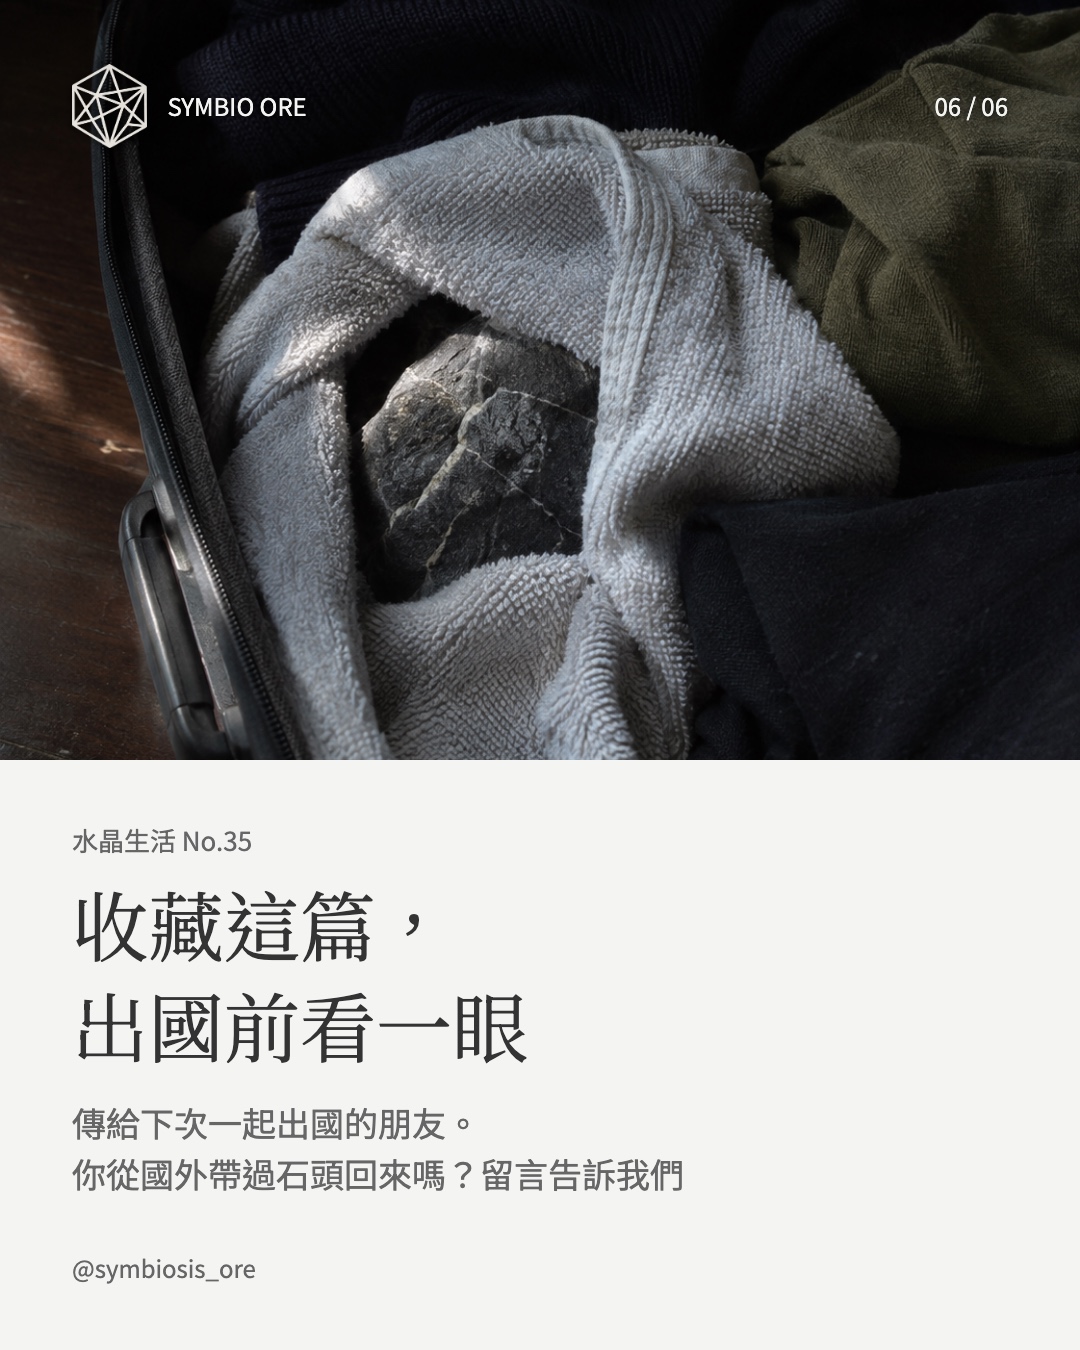 SYMBIO ORE
06 / 06
水晶生活 No.35
收藏這篇，
出國前看一眼
傳給下次一起出國的朋友。
你從國外帶過石頭回來嗎？留言告訴我們
@symbiosis_ore